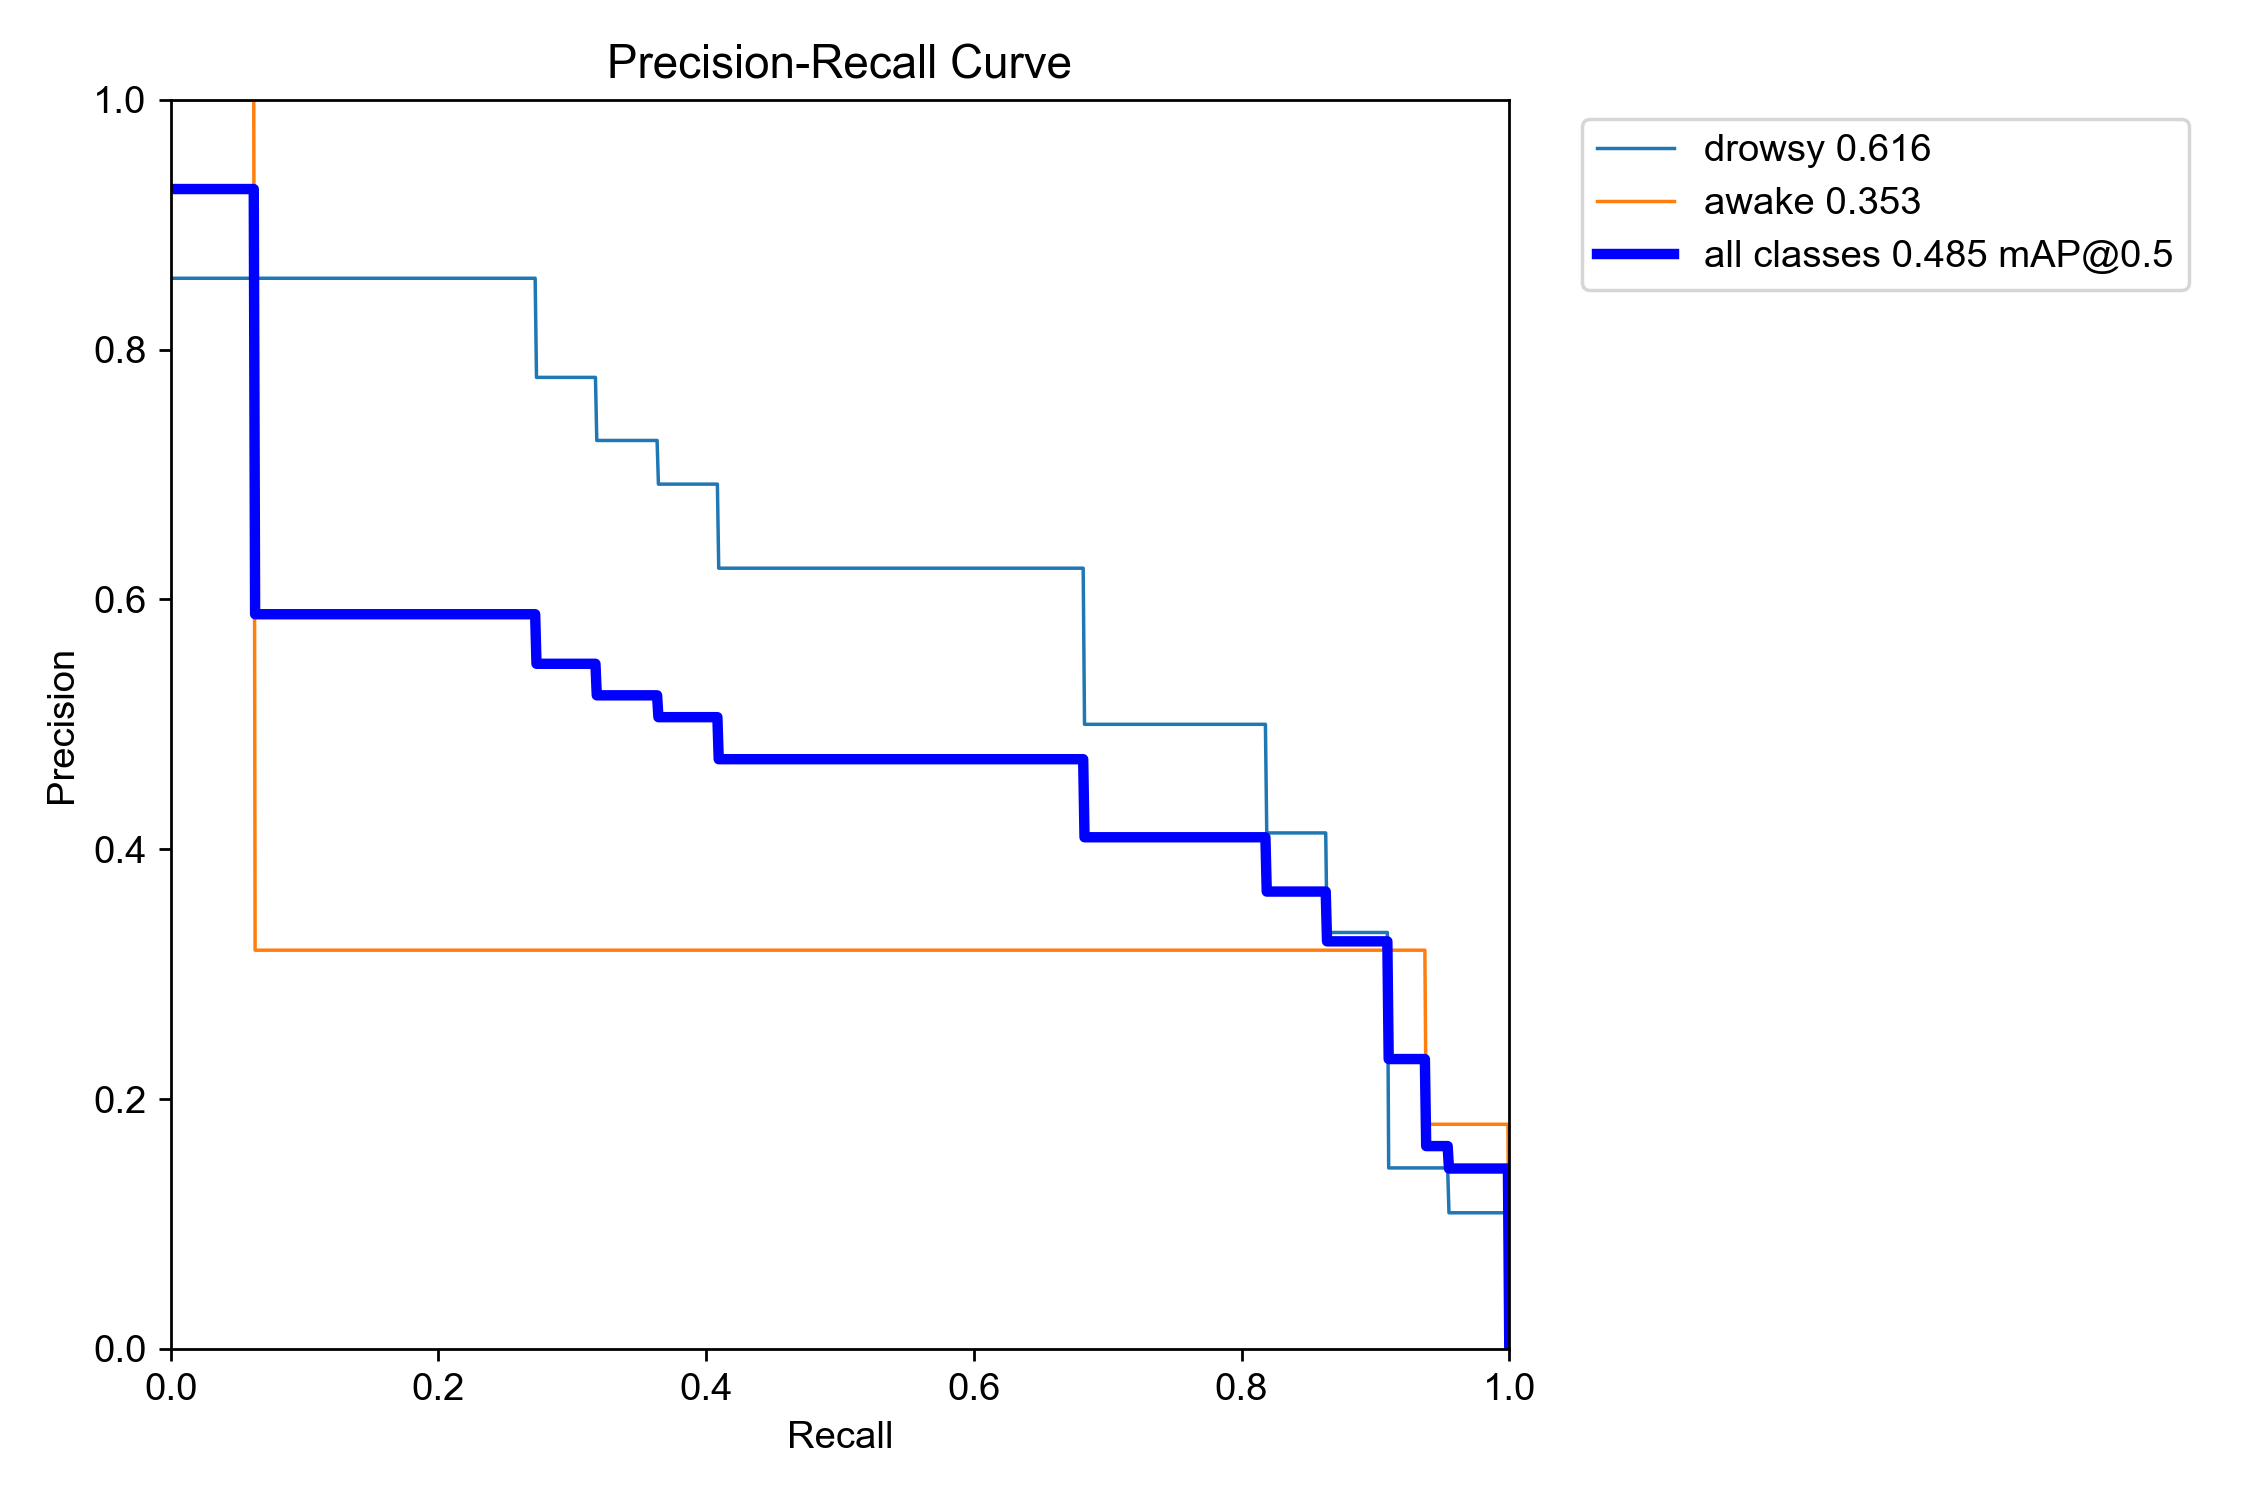 Precision-Recall Curve
1.0
0.8
0.6
0.4
0.2
0.0
Precision
0.0 0.2 0.4 0.6 0.8 1.0
Recall
drowsy 0.616
awake 0.353
all classes 0.485 mAP@0.5